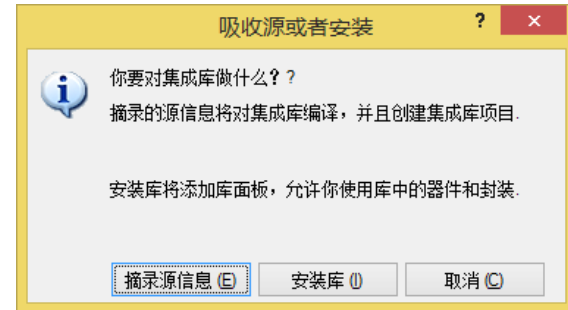 吸收源或者安装
? ×
你要对集成库做什么??
摘录的源信息将对集成库编译，并且创建集成库项目.
安装库将添加库面板，允许你使用库中的器件和封装.
摘录源信息(E) 安装库(I) 取消(C)